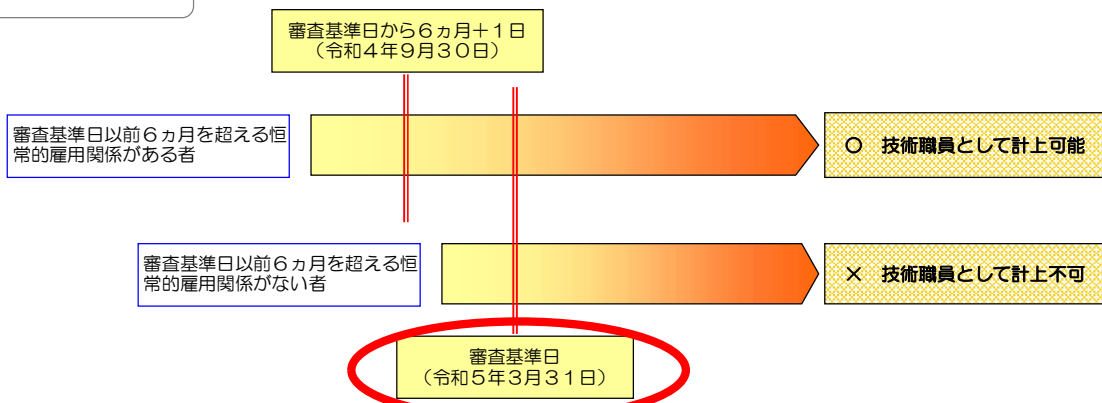 審査基準日から6ヵ月+1日
(令和4年9月30日)
審査基準日以前6ヵ月を超える恒
常的雇用関係がある者
○ 技術職員として計上可能
審査基準日以前6ヵ月を超える恒
常的雇用関係がない者
× 技術職員として計上不可
審査基準日
(令和5年3月31日)